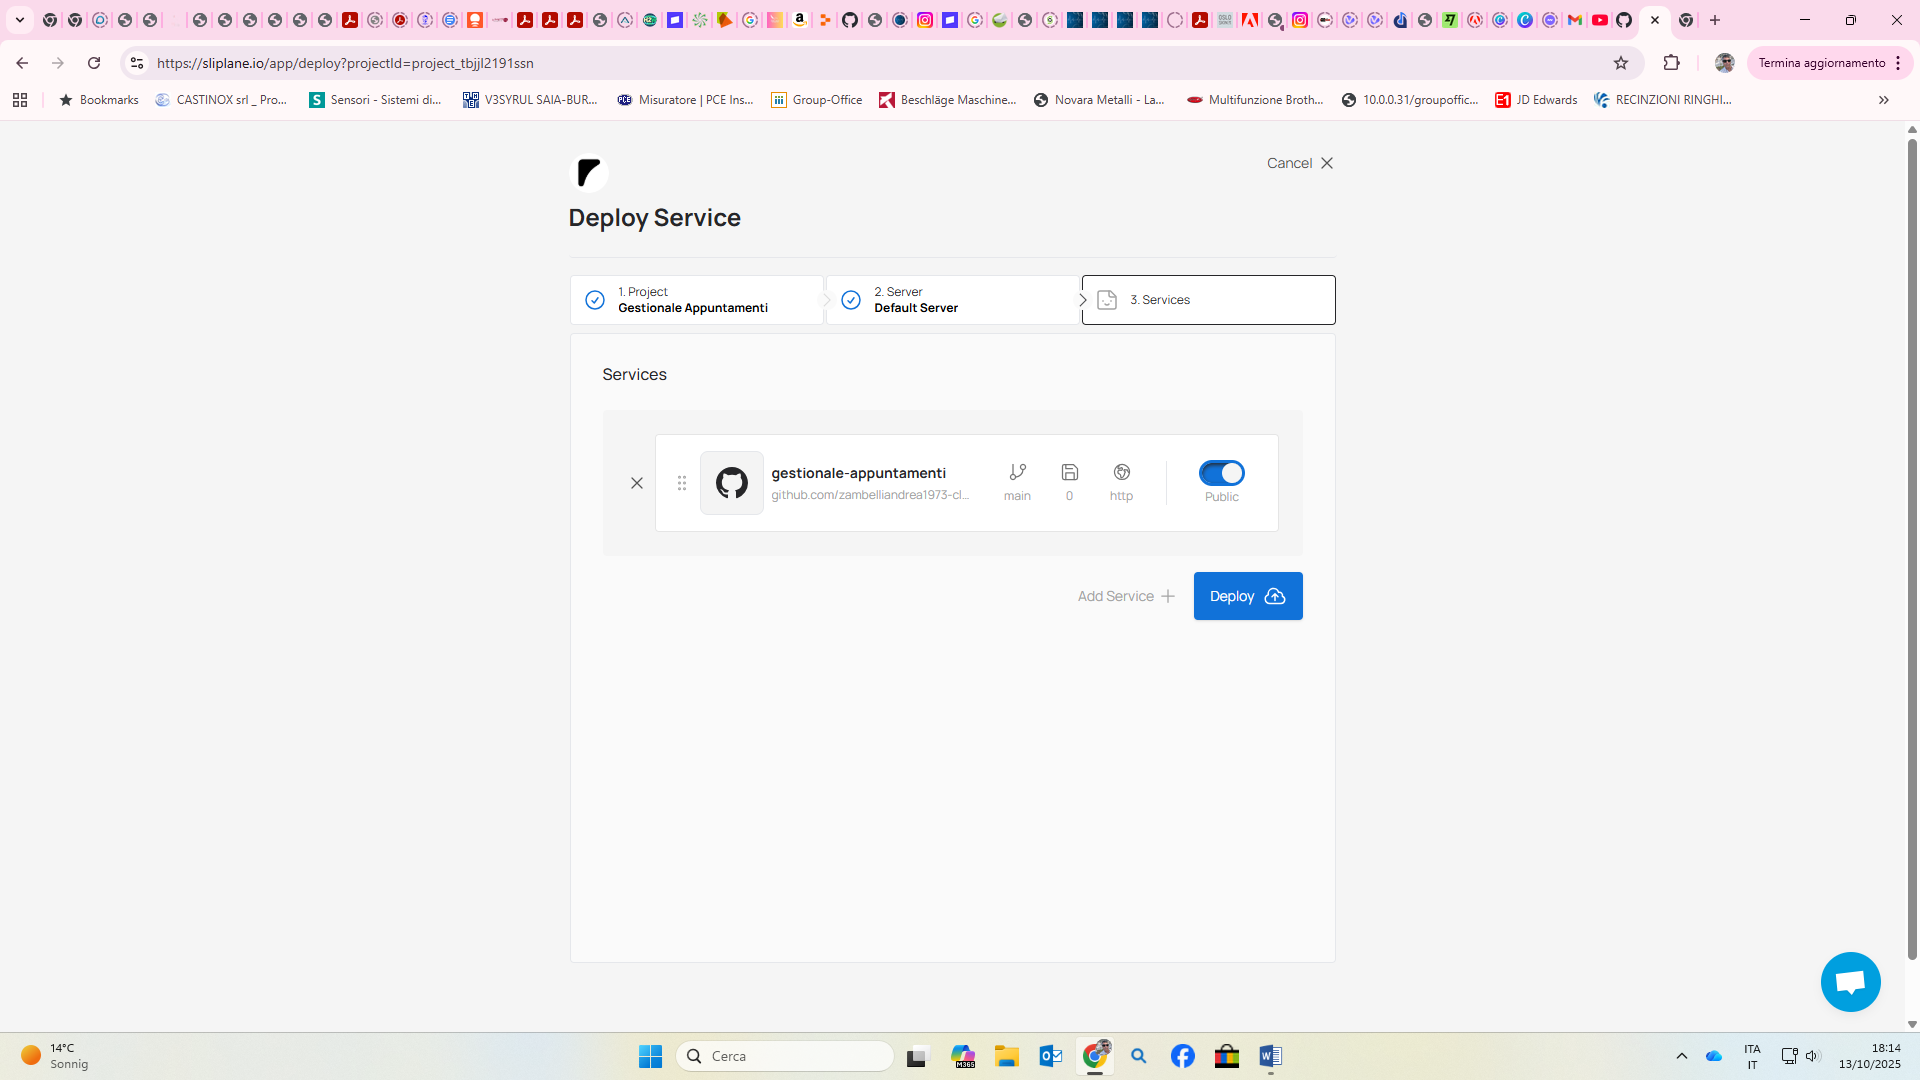 https://sliplane.io/app/deploy?projectId=project_tbjjl2191ssn
Termina aggiornamento
Bookmarks
CASTINOX srl _ Pro...
Sensori - Sistemi di...
V3SYRUL SAIA-BUR...
Misuratore | PCE Ins...
Group-Office
Beschläge Maschine...
Novara Metalli - La...
Multifunzione Broth...
10.0.0.31/groupoffic...
JD Edwards
RECINZIONI RINGHI...
Cancel
Deploy Service
1. Project
Gestionale Appuntamenti
2. Server
Default Server
3. Services
Services
gestionale-appuntamenti
github.com/zambelliandrea1973-cl...
main
0
http
Public
Add Service
Deploy
14°C
Sonnig
Cerca
ITA
IT
18:14
13/10/2025